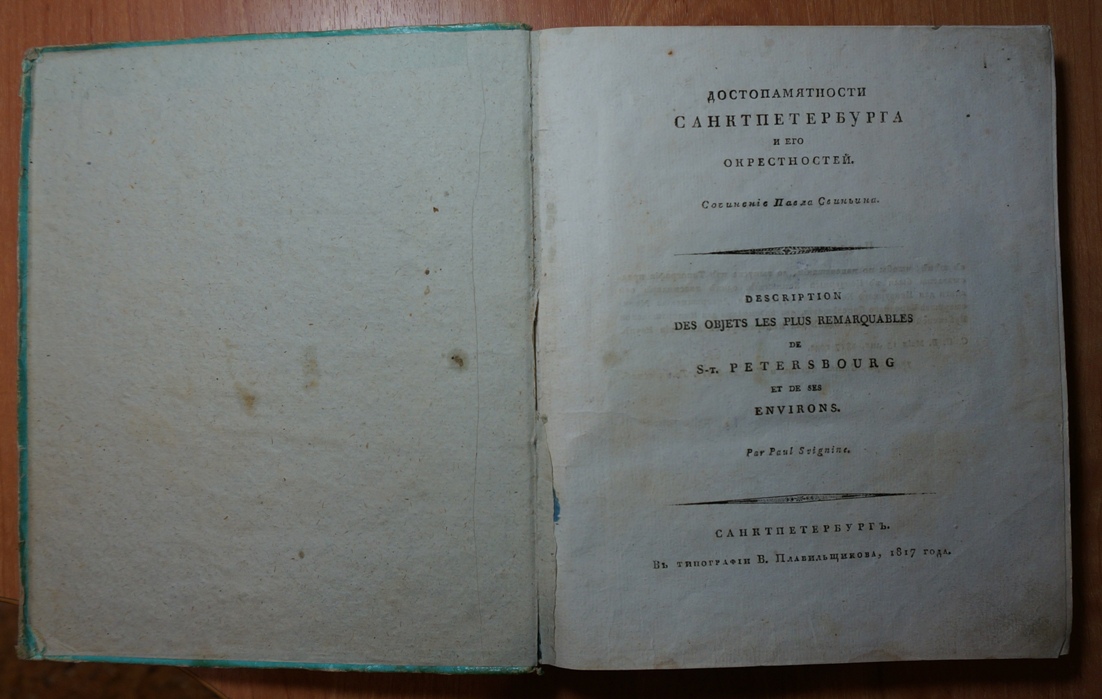 ДОСТОПАМЯТНОСТИ
САНКТПЕТЕРБУРГА
И ЕГО
ОКРЕСТНОСТЕЙ.
Сочиненіе Павла Свиньина.
DESCRIPTION
DES OBJETS LES PLUS REMARQUABLES
DE
S-T. PETERSBOURG
ET DE SES
ENVIRONS.
Par Paul Svignine.
САНКТПЕТЕРБУРГЪ.
Въ типографіи В. Плавильщикова, 1817 года.